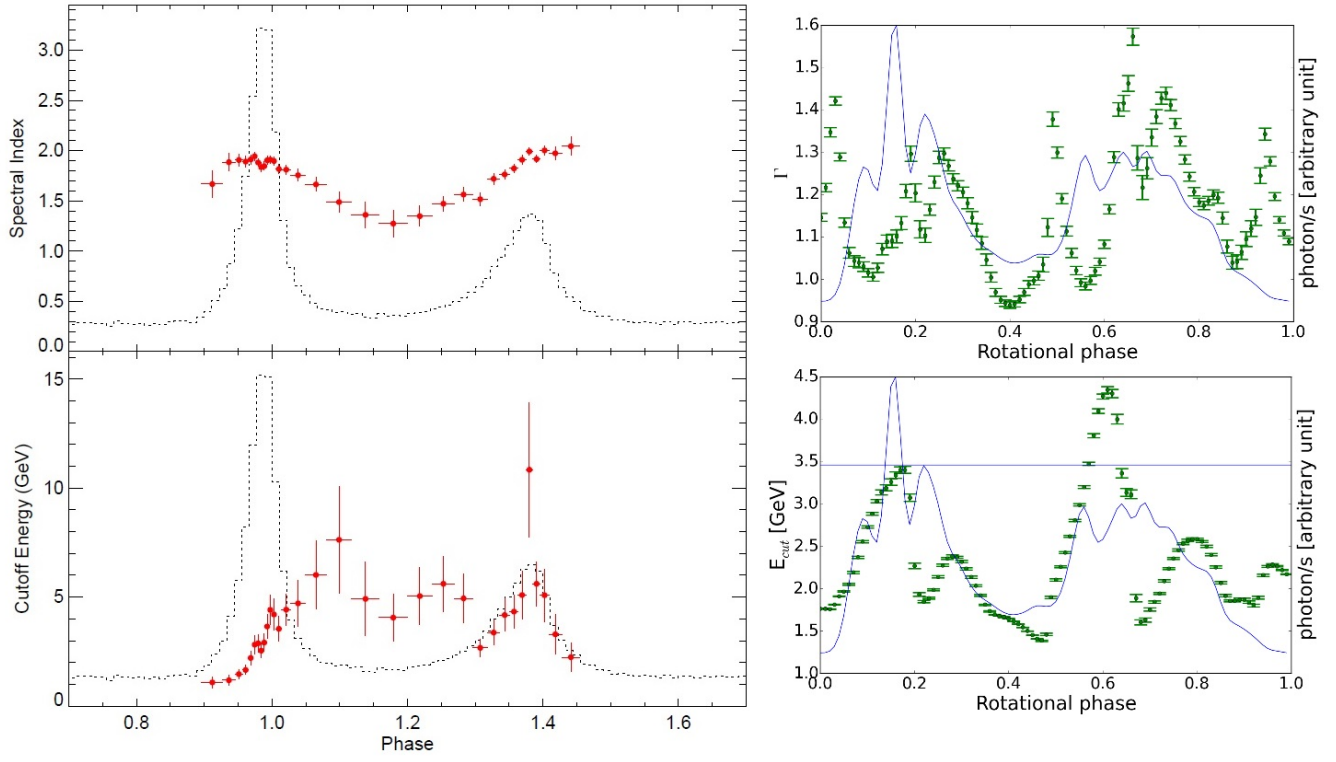 Spectral Index
3.0
2.5
2.0
1.5
1.0
0.5
0.0
Cutoff Energy (GeV)
15
10
5
0
0.8 1.0 1.2 1.4 1.6
Phase
Γ
1.6
1.5
1.4
1.3
1.2
1.1
1.0
0.9
0.0 0.2 0.4 0.6 0.8 1.0
Rotational phase
photon/s [arbitrary unit]
E_cut [GeV]
4.5
4.0
3.5
3.0
2.5
2.0
1.5
1.0
0.0 0.2 0.4 0.6 0.8 1.0
Rotational phase
photon/s [arbitrary unit]